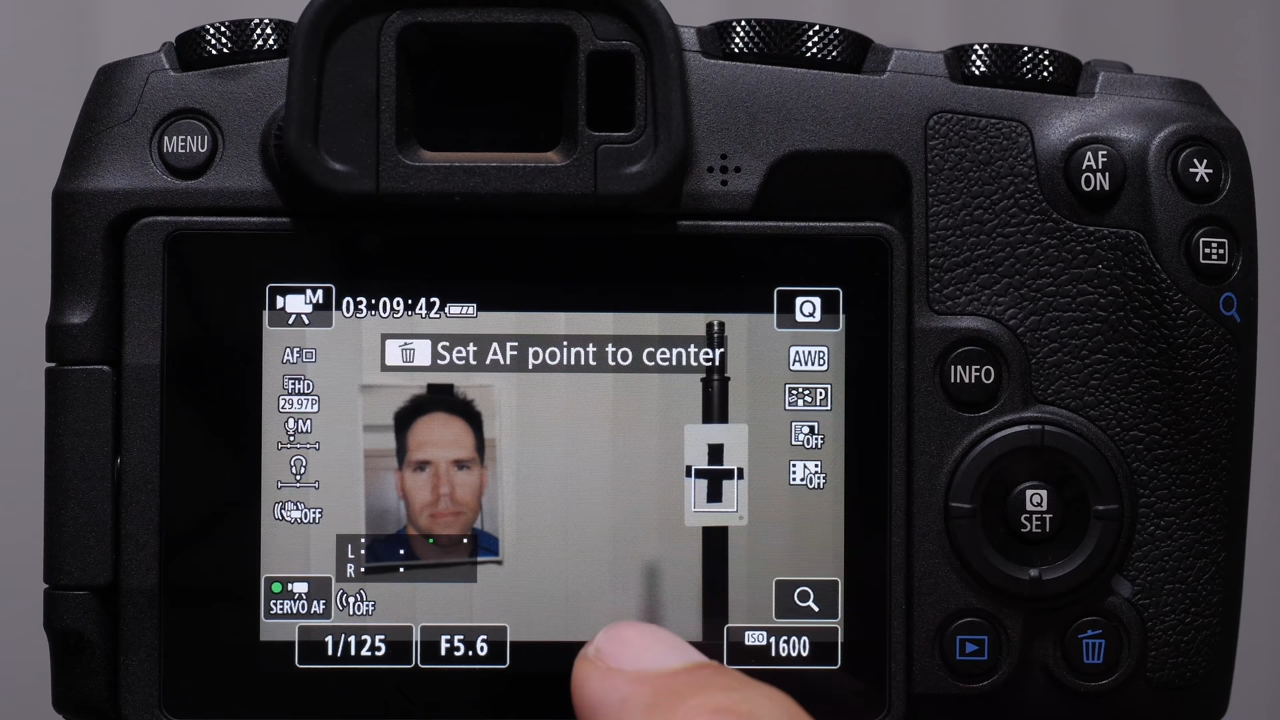 MENU
AF
ON
M
03:09:42
Q
Set AF point to center
AF
AWB
FHD
29.97P
P
M
OFF
OFF
OFF
INFO
Q
SET
L
R
SERVO AF
OFF
1/125
F5.6
ISO
1600